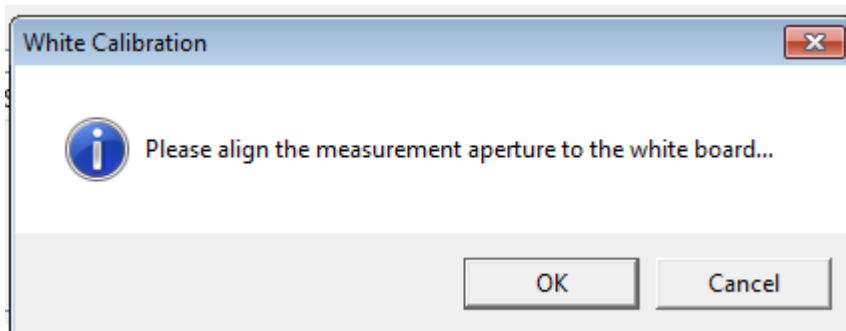 White Calibration
Please align the measurement aperture to the white board...
OK
Cancel